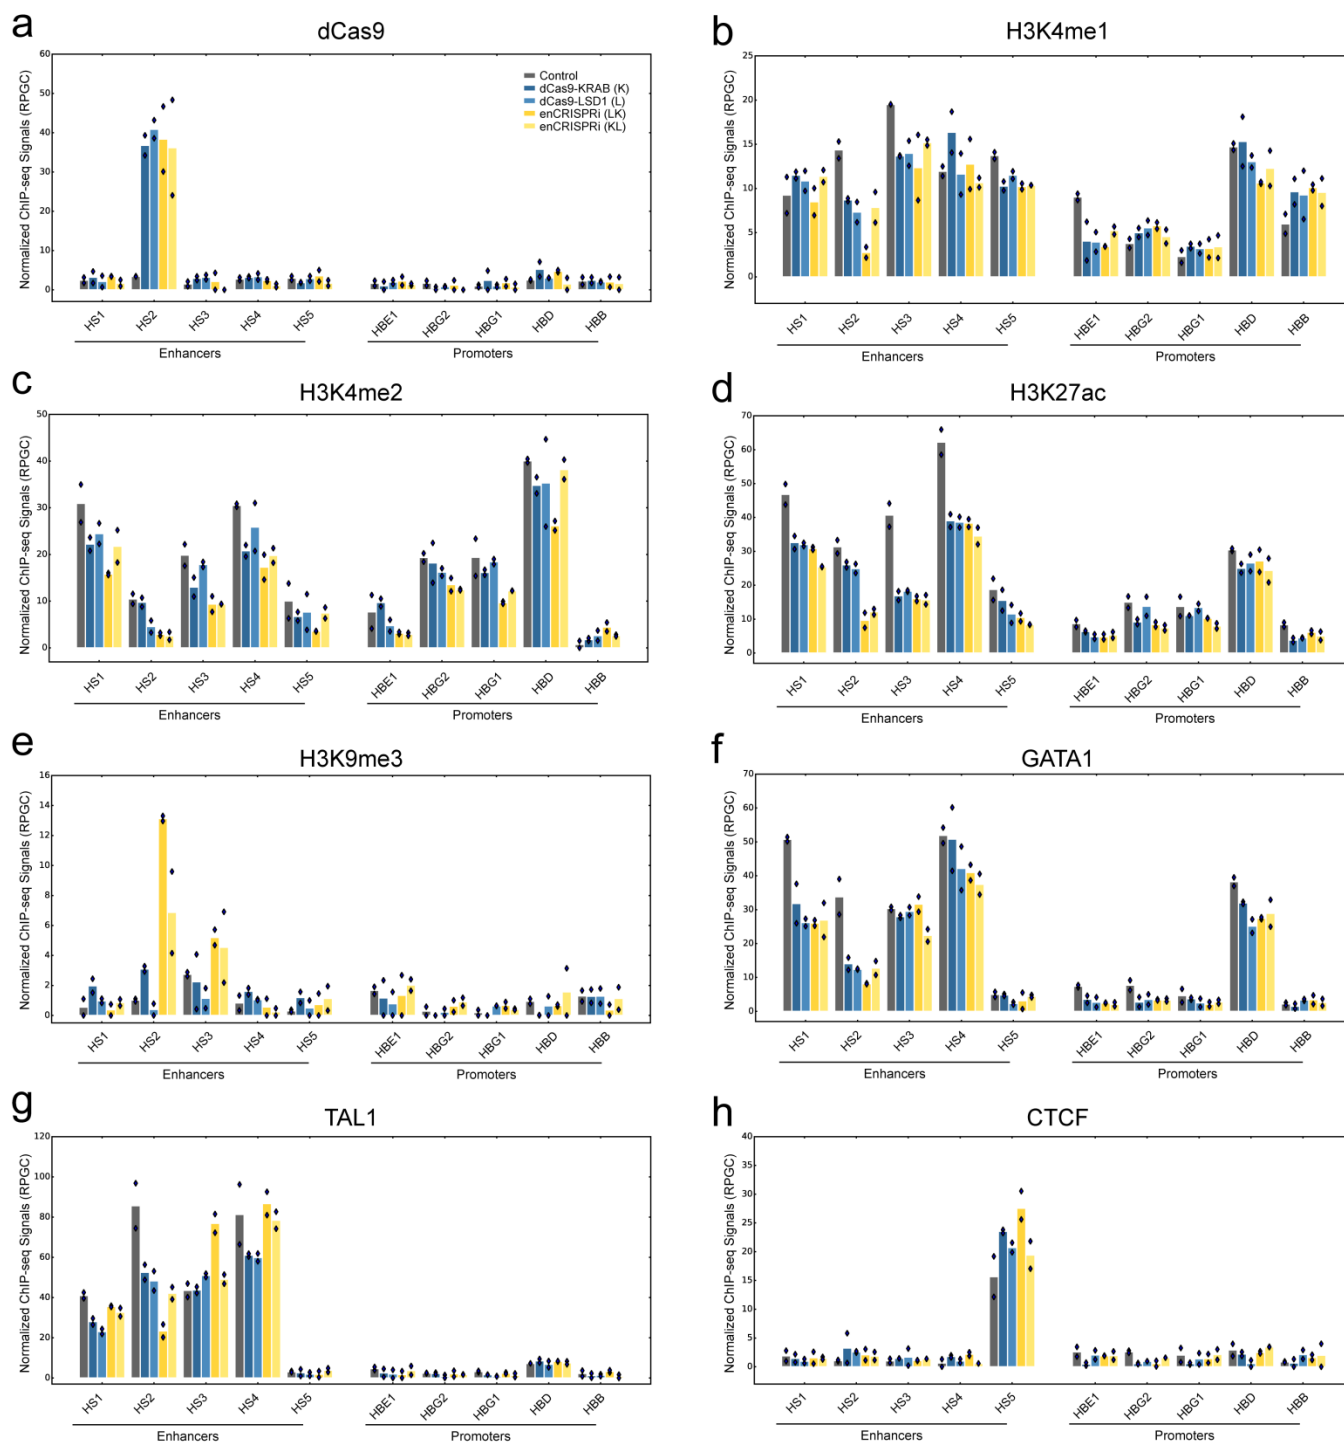 a
dCas9
Normalized ChIP-seq Signals (RPGC)
60
50
40
30
20
10
0
Control
dCas9-KRAB (K)
dCas9-LSD1 (L)
enCRISPRi (LK)
enCRISPRi (KL)
HS1 HS2 HS3 HS4 HS5 HBE1 HBG2 HBG1 HBD HBB
Enhancers Promoters
b
H3K4me1
Normalized ChIP-seq Signals (RPGC)
25
20
15
10
5
0
HS1 HS2 HS3 HS4 HS5 HBE1 HBG2 HBG1 HBD HBB
Enhancers Promoters
c
H3K4me2
Normalized ChIP-seq Signals (RPGC)
50
40
30
20
10
0
HS1 HS2 HS3 HS4 HS5 HBE1 HBG2 HBG1 HBD HBB
Enhancers Promoters
d
H3K27ac
Normalized ChIP-seq Signals (RPGC)
70
60
50
40
30
20
10
0
HS1 HS2 HS3 HS4 HS5 HBE1 HBG2 HBG1 HBD HBB
Enhancers Promoters
e
H3K9me3
Normalized ChIP-seq Signals (RPGC)
16
14
12
10
8
6
4
2
0
HS1 HS2 HS3 HS4 HS5 HBE1 HBG2 HBG1 HBD HBB
Enhancers Promoters
f
GATA1
Normalized ChIP-seq Signals (RPGC)
70
60
50
40
30
20
10
0
HS1 HS2 HS3 HS4 HS5 HBE1 HBG2 HBG1 HBD HBB
Enhancers Promoters
g
TAL1
Normalized ChIP-seq Signals (RPGC)
120
100
80
60
40
20
0
HS1 HS2 HS3 HS4 HS5 HBE1 HBG2 HBG1 HBD HBB
Enhancers Promoters
h
CTCF
Normalized ChIP-seq Signals (RPGC)
40
35
30
25
20
15
10
5
0
HS1 HS2 HS3 HS4 HS5 HBE1 HBG2 HBG1 HBD HBB
Enhancers Promoters